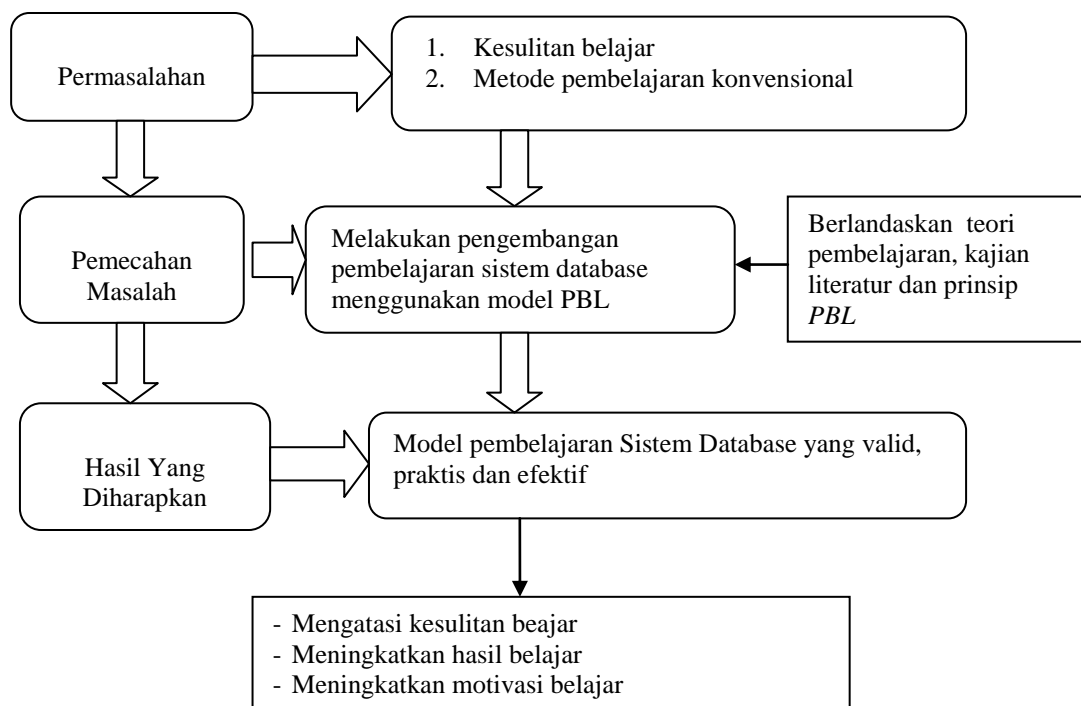 Permasalahan
1. Kesulitan belajar
2. Metode pembelajaran konvensional
Pemecahan
Masalah
Melakukan pengembangan
pembelajaran sistem database
menggunakan model PBL
Berlandaskan teori
pembelajaran, kajian
literatur dan prinsip
PBL
Hasil Yang
Diharapkan
Model pembelajaran Sistem Database yang valid,
praktis dan efektif
- Mengatasi kesulitan beajar
- Meningkatkan hasil belajar
- Meningkatkan motivasi belajar